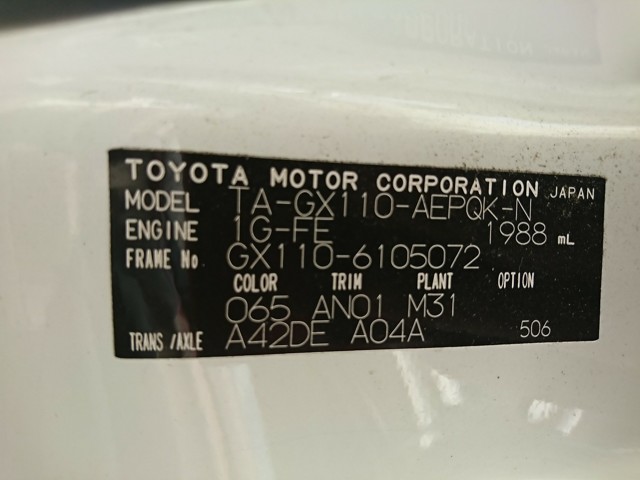 TOYOTA MOTOR CORPORATION JAPAN
MODEL TA-GX110-AEPQK-N
ENGINE 1G-FE 1988 mL
FRAME No. GX110-6105072
COLOR TRIM PLANT OPTION
065 AN01 M31
TRANS/AXLE A42DE A04A 506